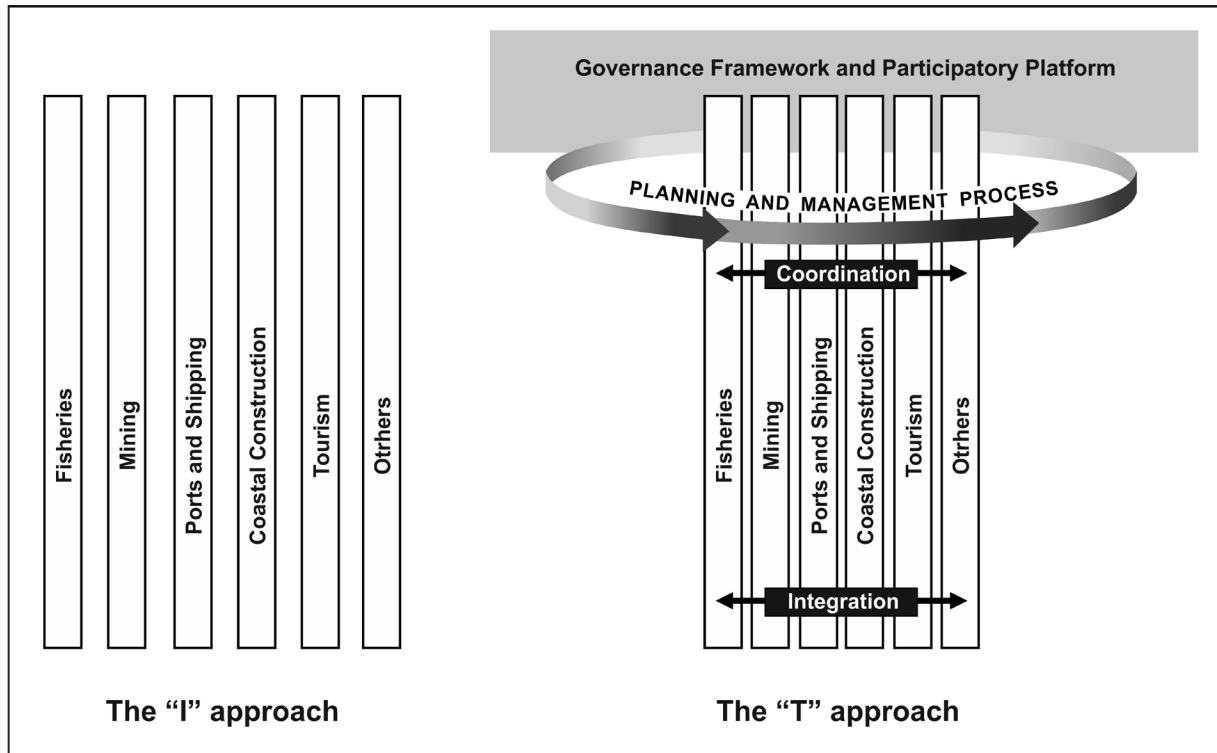 Fisheries
Mining
Ports and Shipping
Coastal Construction
Tourism
Otrhers
The “I” approach
Governance Framework and Participatory Platform
PLANNING AND MANAGEMENT PROCESS
Coordination
Fisheries
Mining
Ports and Shipping
Coastal Construction
Tourism
Otrhers
Integration
The “T” approach